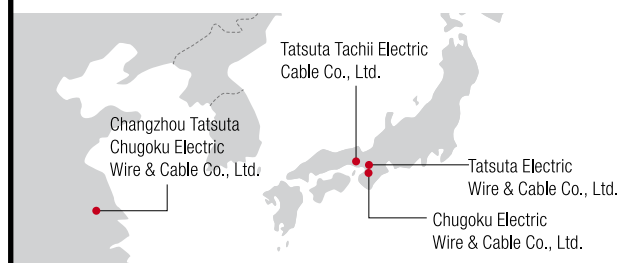 Tatsuta Tachii Electric
Cable Co., Ltd.
Changzhou Tatsuta
Chugoku Electric
Wire & Cable Co., Ltd.
Tatsuta Electric
Wire & Cable Co., Ltd.
Chugoku Electric
Wire & Cable Co., Ltd.